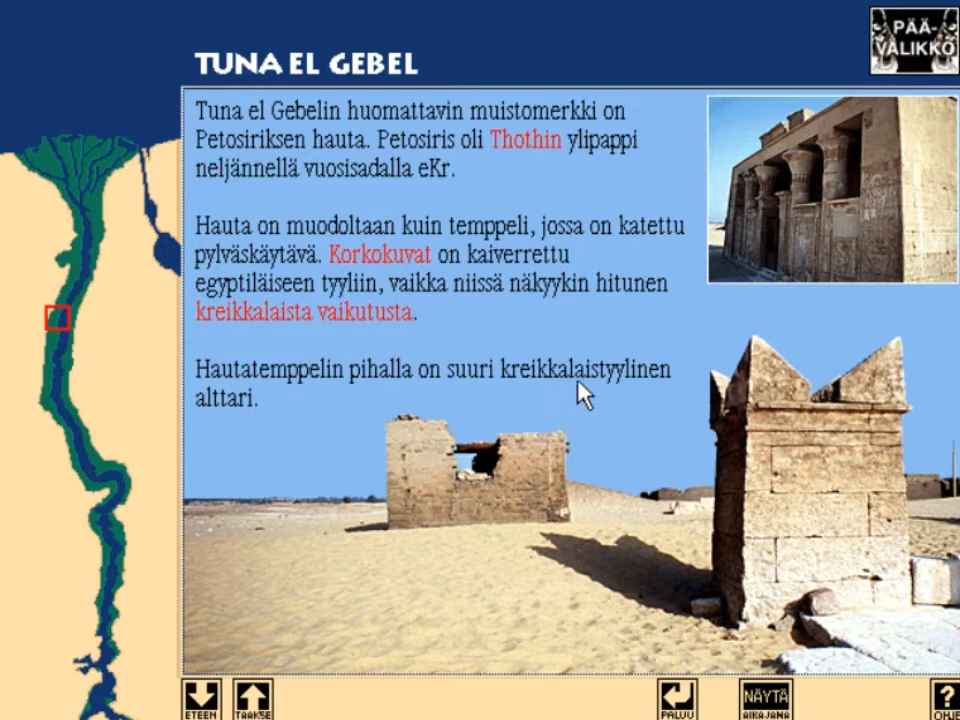 PÄÄ-
VALIKKO
TUNA EL GEBEL
Tuna el Gebelin huomattavin muistomerkki on
Petosiriksen hauta. Petosiris oli Thothin ylipappi
neljännellä vuosisadalla eKr.
Hauta on muodoltaan kuin temppeli, jossa on katettu
pylväskäytävä. Korkokuvat on kaiverrettu
egyptiläiseen tyyliin, vaikka niissä näkyykin hitunen
kreikkalaista vaikutusta.
Hautatemppelin pihalla on suuri kreikkalaistyylinen
alttari.
ETEEN
TAAKSE
PALUU
NÄYTÄ
AIKAJANA
?
OHJE